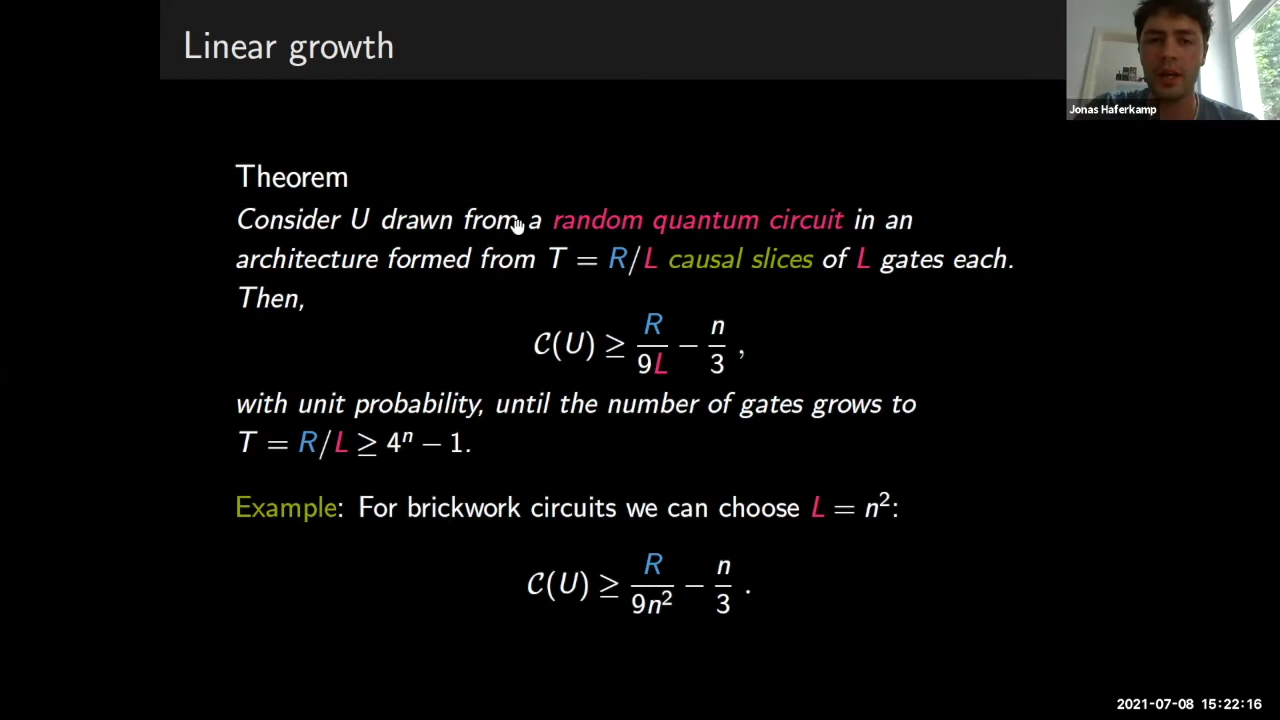 Linear growth
Jonas Haferkamp
Theorem
Consider U drawn from a random quantum circuit in an
architecture formed from T = R/L causal slices of L gates each.
Then,
𝒞(U) ≥ R/9L − n/3 ,
with unit probability, until the number of gates grows to
T = R/L ≥ 4ⁿ − 1.
Example: For brickwork circuits we can choose L = n²:
𝒞(U) ≥ R/9n² − n/3 .
2021-07-08 15:22:16